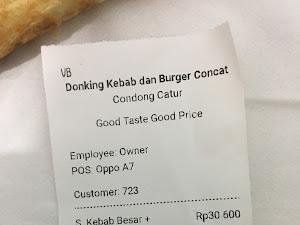 VB
Donking Kebab dan Burger Concat
Condong Catur
Good Taste Good Price
Employee: Owner
POS: Oppo A7
Customer: 723
S. Kebab Besar + Rp30.600